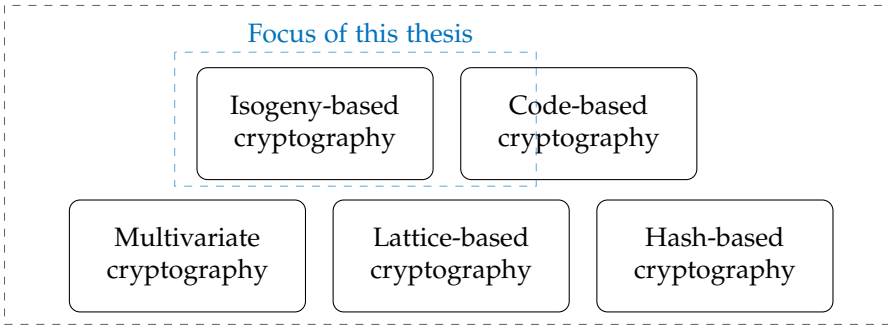 Focus of this thesis
Isogeny-based
cryptography
Code-based
cryptography
Multivariate
cryptography
Lattice-based
cryptography
Hash-based
cryptography